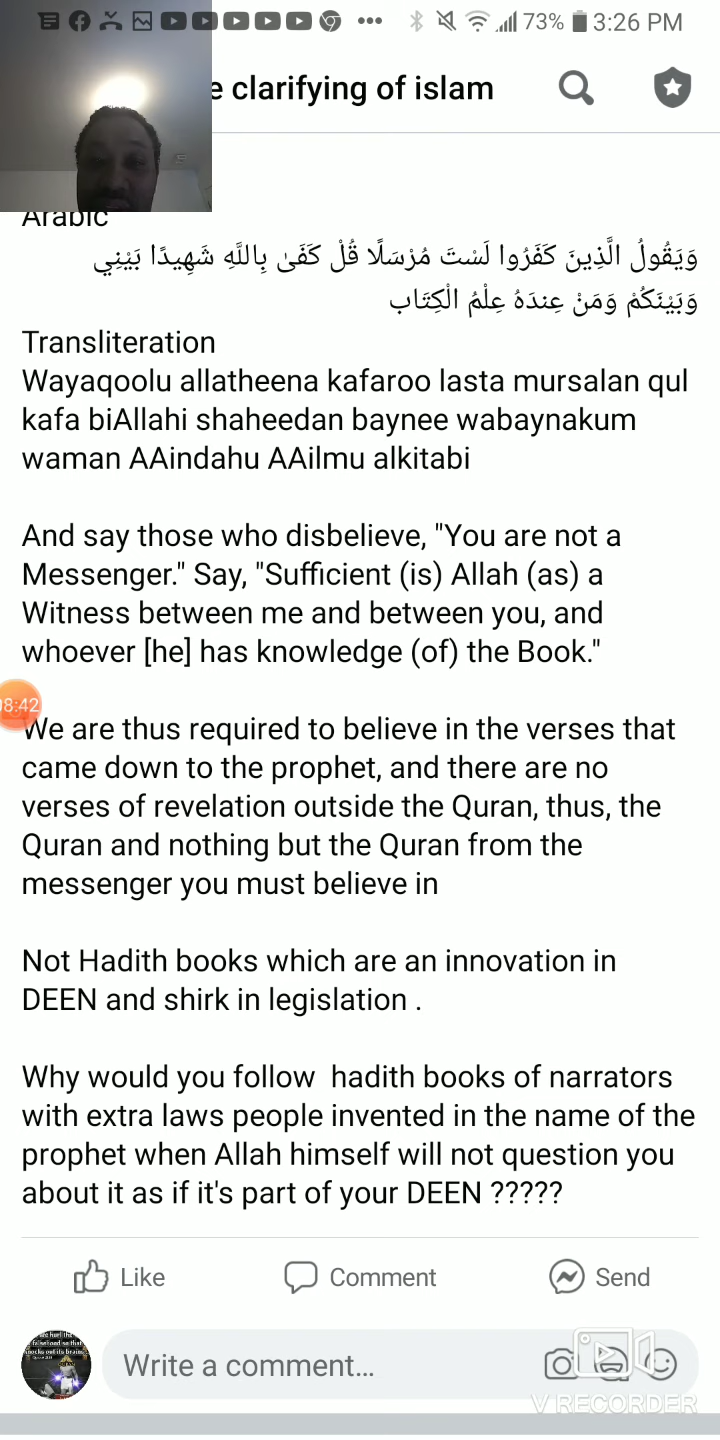 73% 3:26 PM
e clarifying of islam
Arabic
وَيَقُولُ الَّذِينَ كَفَرُوا لَسْتَ مُرْسَلًا قُلْ كَفَىٰ بِاللَّهِ شَهِيدًا بَيْنِي
وَبَيْنَكُمْ وَمَنْ عِندَهُ عِلْمُ الْكِتَاب
Transliteration
Wayaqoolu allatheena kafaroo lasta mursalan qul
kafa biAllahi shaheedan baynee wabaynakum
waman AAindahu AAilmu alkitabi
And say those who disbelieve, "You are not a
Messenger." Say, "Sufficient (is) Allah (as) a
Witness between me and between you, and
whoever [he] has knowledge (of) the Book."
8:42
We are thus required to believe in the verses that
came down to the prophet, and there are no
verses of revelation outside the Quran, thus, the
Quran and nothing but the Quran from the
messenger you must believe in
Not Hadith books which are an innovation in
DEEN and shirk in legislation .
Why would you follow  hadith books of narrators
with extra laws people invented in the name of the
prophet when Allah himself will not question you
about it as if it's part of your DEEN ?????
Like Comment Send
Write a comment...
V RECORDER